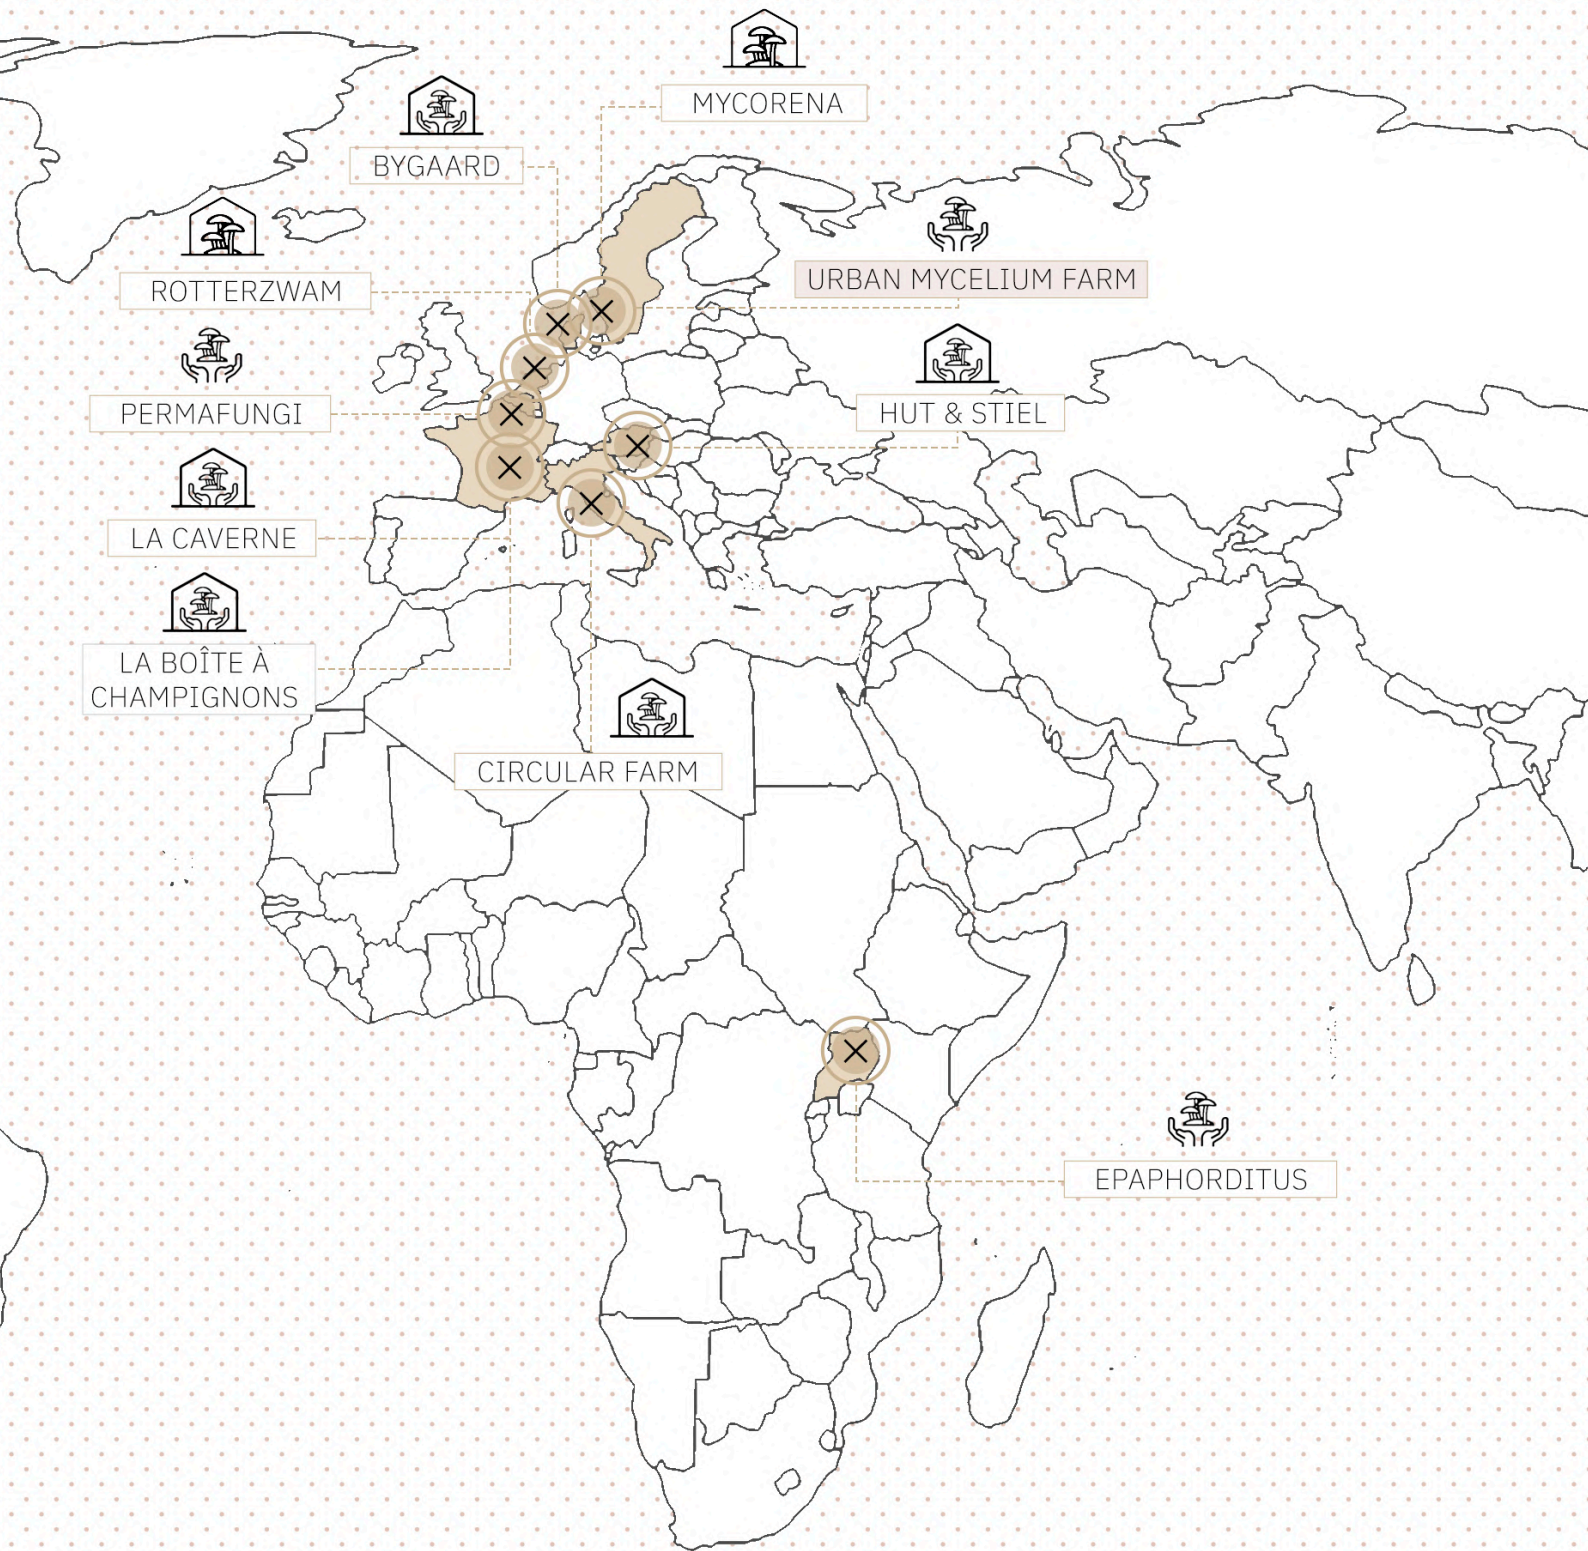 MYCORENA
BYGAARD
ROTTERZWAM
URBAN MYCELIUM FARM
PERMAFUNGI
HUT & STIEL
LA CAVERNE
LA BOÎTE À
CHAMPIGNONS
CIRCULAR FARM
EPAPHORDITUS